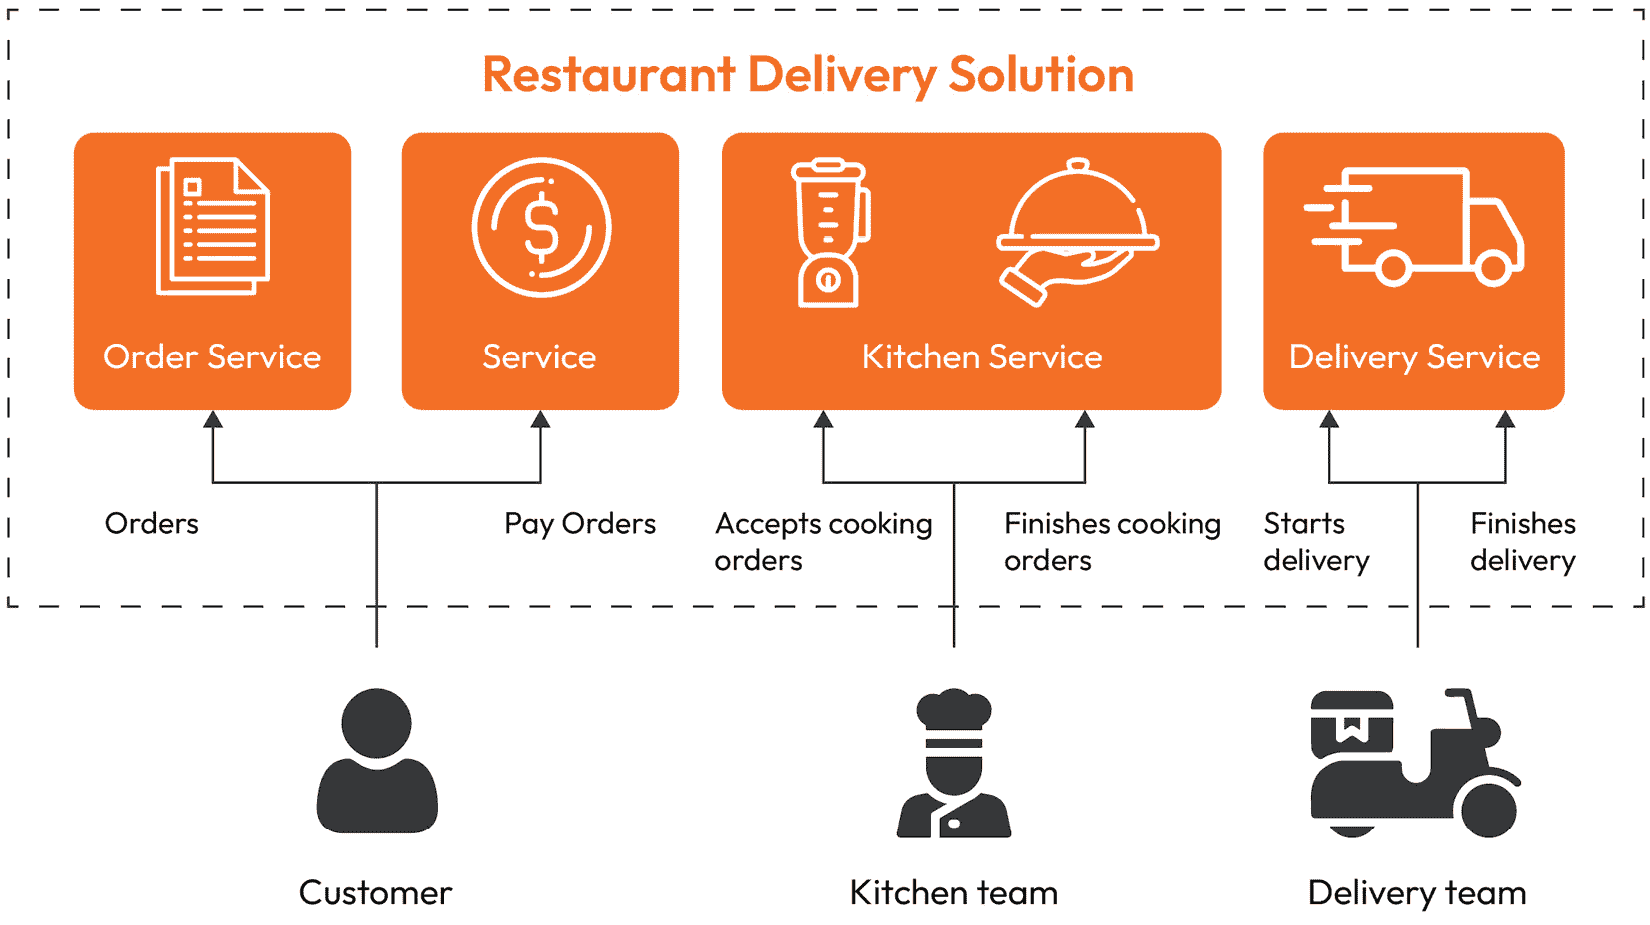 Restaurant Delivery Solution
Order Service
Service
Kitchen Service
Delivery Service
Orders
Pay Orders
Accepts cooking
orders
Finishes cooking
orders
Starts
delivery
Finishes
delivery
Customer
Kitchen team
Delivery team